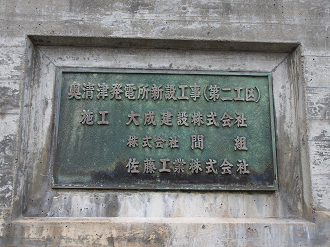 奥清津発電所新設工事(第二工区)
施工 大成建設株式会社
株式会社 間組
佐藤工業株式会社